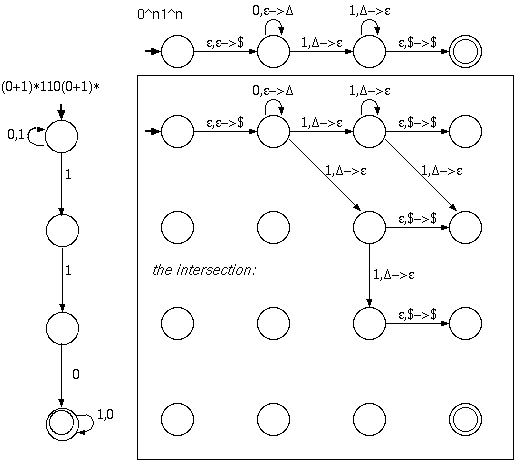 0^n1^n
0,ε->Δ 1,Δ->ε
ε,ε->$ 1,Δ->ε ε,$->$
(0+1)*110(0+1)*
0,ε->Δ 1,Δ->ε
0,1
ε,ε->$ 1,Δ->ε ε,$->$
1
1,Δ->ε 1,Δ->ε
ε,$->$
the intersection:
1
1,Δ->ε
ε,$->$
0
1,0